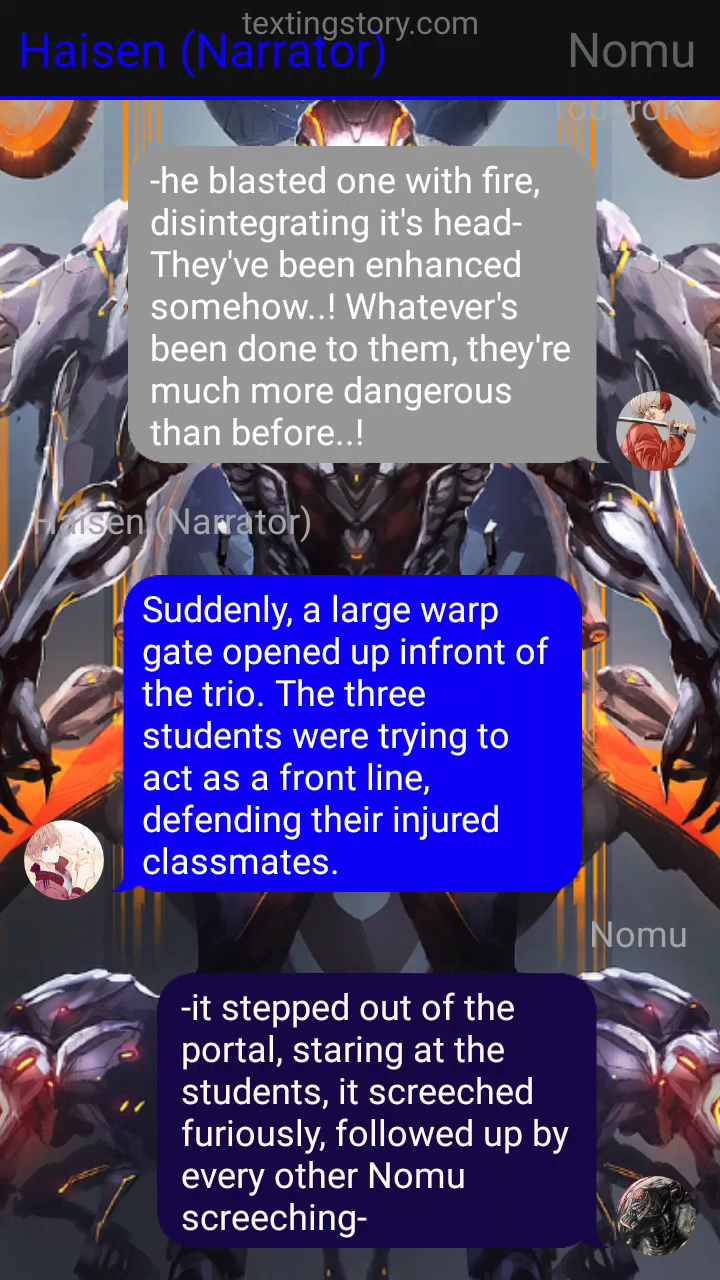 textingstory.com
Haisen (Narrator)
Nomu
-he blasted one with fire,
disintegrating it's head-
They've been enhanced
somehow..! Whatever's
been done to them, they're
much more dangerous
than before..!
Haisen (Narrator)
Suddenly, a large warp
gate opened up infront of
the trio. The three
students were trying to
act as a front line,
defending their injured
classmates.
Nomu
-it stepped out of the
portal, staring at the
students, it screeched
furiously, followed up by
every other Nomu
screeching-